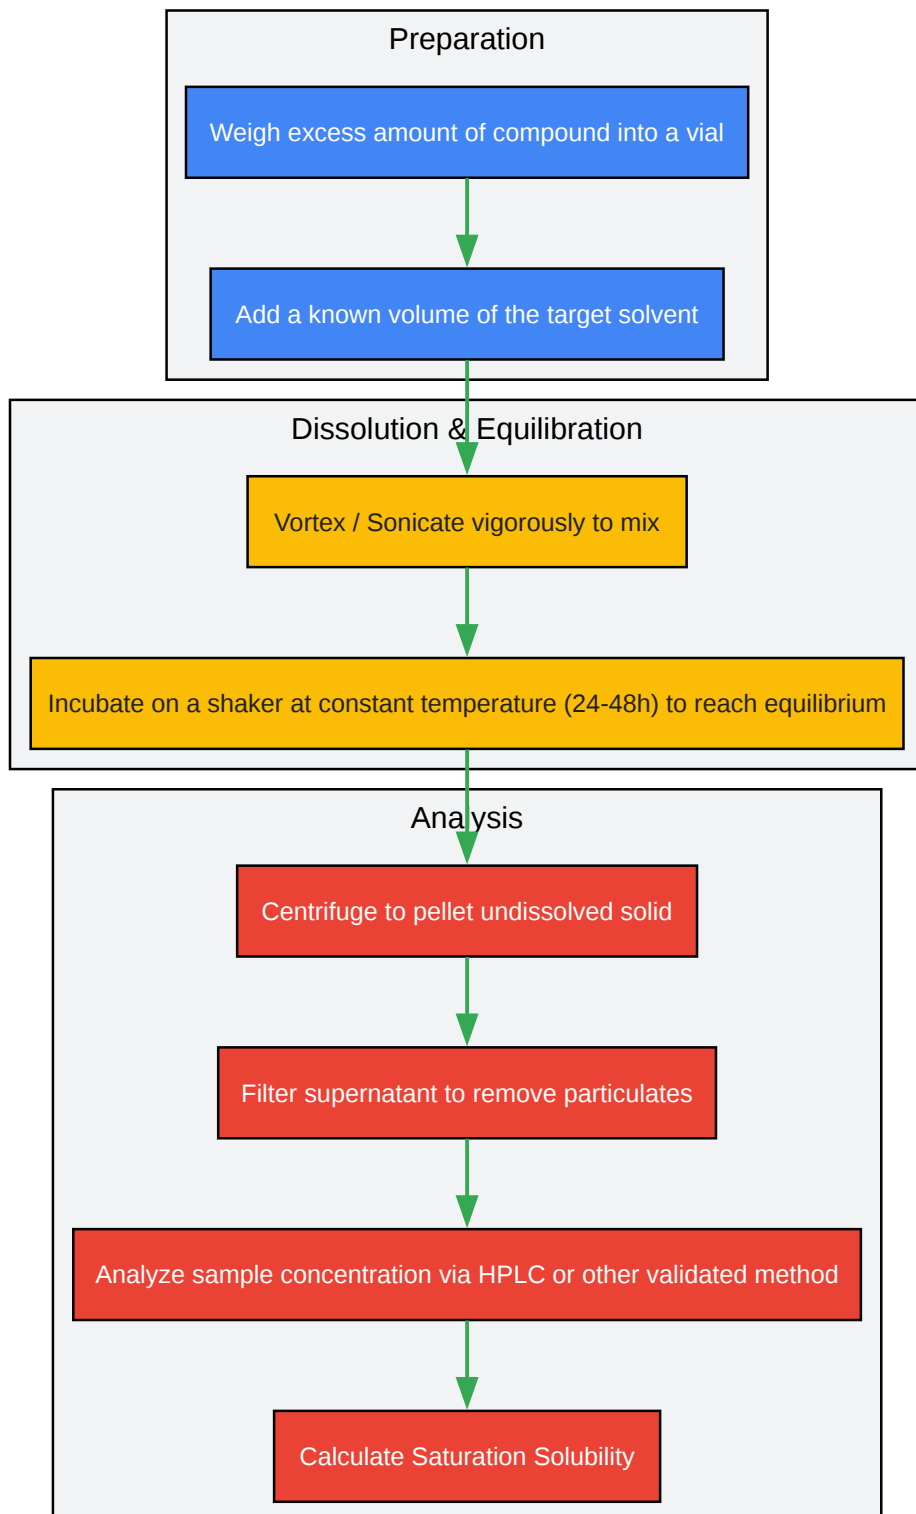 Preparation
Weigh excess amount of compound into a vial
Add a known volume of the target solvent
Dissolution & Equilibration
Vortex / Sonicate vigorously to mix
Incubate on a shaker at constant temperature (24-48h) to reach equilibrium
Analysis
Centrifuge to pellet undissolved solid
Filter supernatant to remove particulates
Analyze sample concentration via HPLC or other validated method
Calculate Saturation Solubility